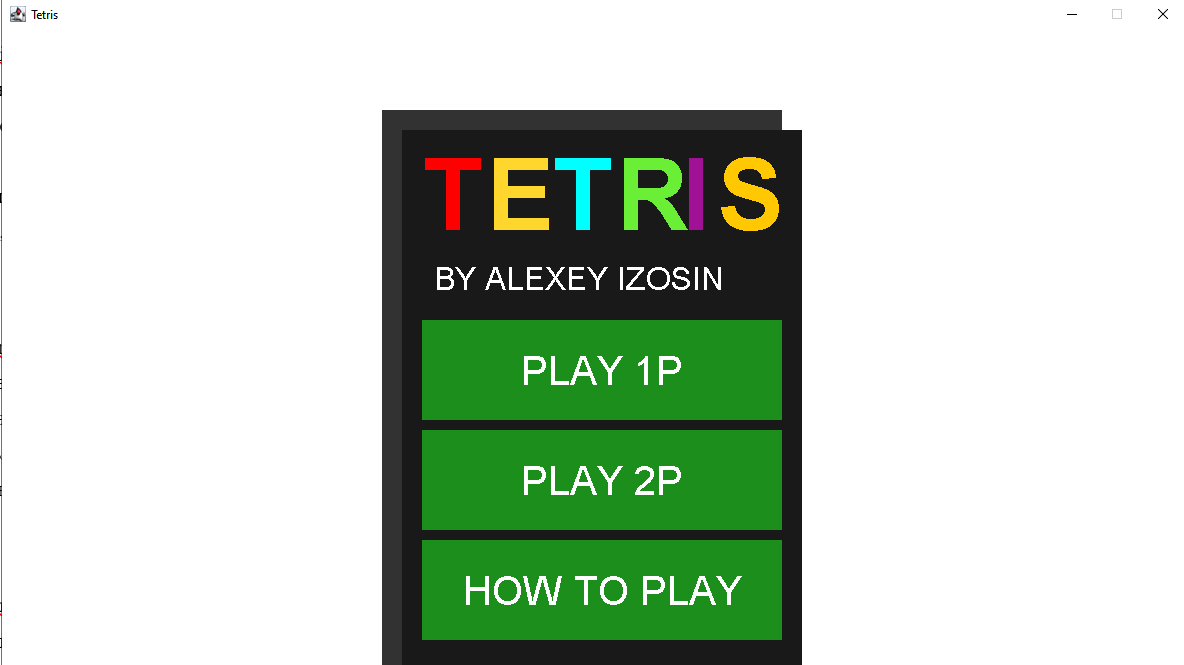 Tetris
TETRIS
BY ALEXEY IZOSIN
PLAY 1P
PLAY 2P
HOW TO PLAY